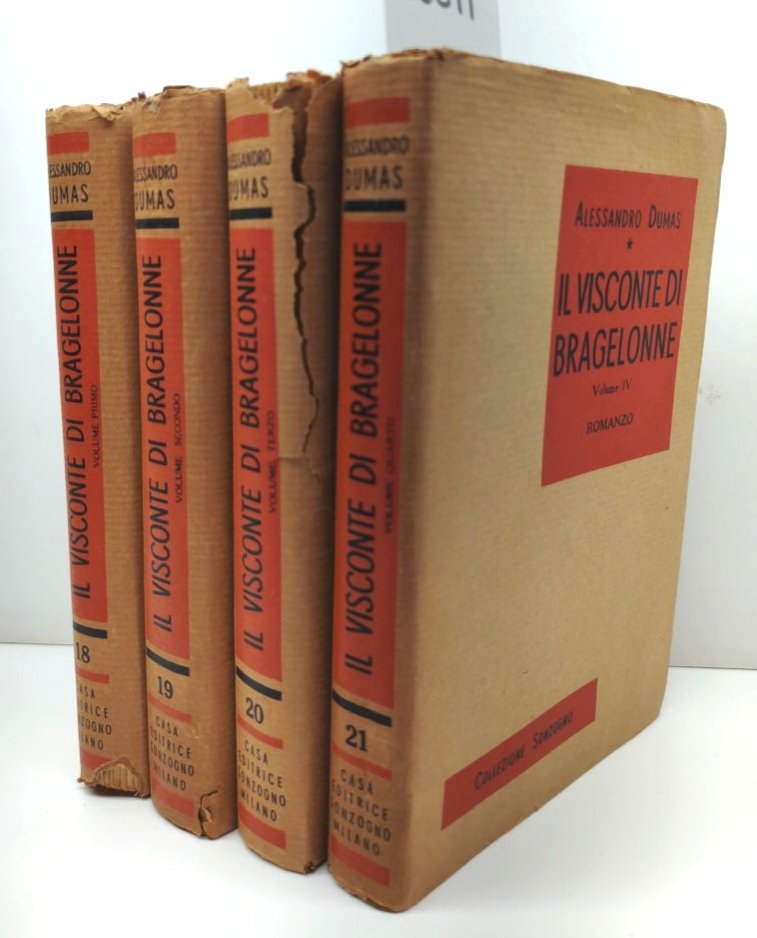 ALESSANDRO
DUMAS
IL VISCONTE DI BRAGELONNE
VOLUME PRIMO
18
CASA
EDITRICE
SONZOGNO
MILANO
ALESSANDRO
DUMAS
IL VISCONTE DI BRAGELONNE
VOLUME SECONDO
19
CASA
EDITRICE
SONZOGNO
MILANO
ALESSANDRO
DUMAS
IL VISCONTE DI BRAGELONNE
VOLUME TERZO
20
CASA
EDITRICE
SONZOGNO
MILANO
ALESSANDRO
DUMAS
IL VISCONTE DI BRAGELONNE
VOLUME QUARTO
21
CASA
EDITRICE
SONZOGNO
MILANO
ALESSANDRO DUMAS
*
IL VISCONTE DI
BRAGELONNE
Volume IV
ROMANZO
COLLEZIONE SONZOGNO